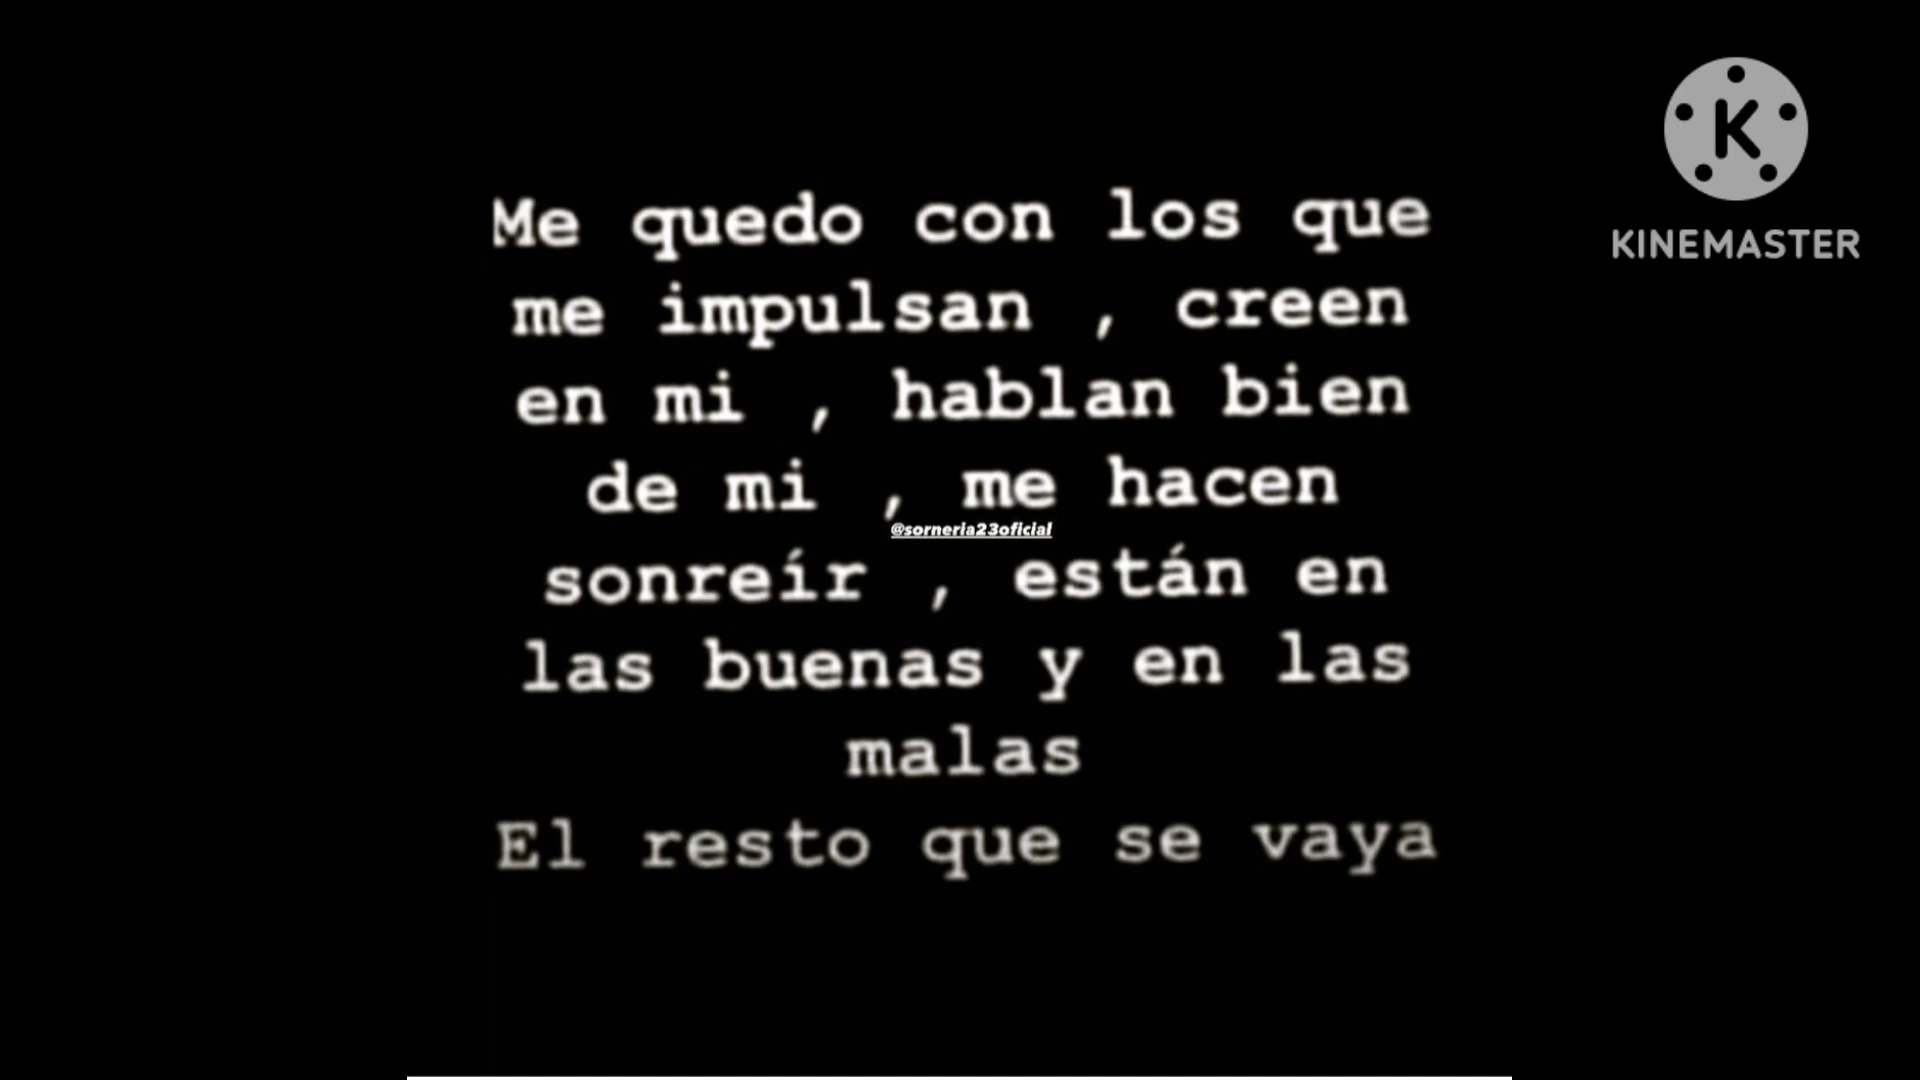 Me quedo con los que
me impulsan , creen
en mi , hablan bien
de mi , me hacen
@sorneria23oficial
sonreír , están en
las buenas y en las
malas
El resto que se vaya
K
KINEMASTER